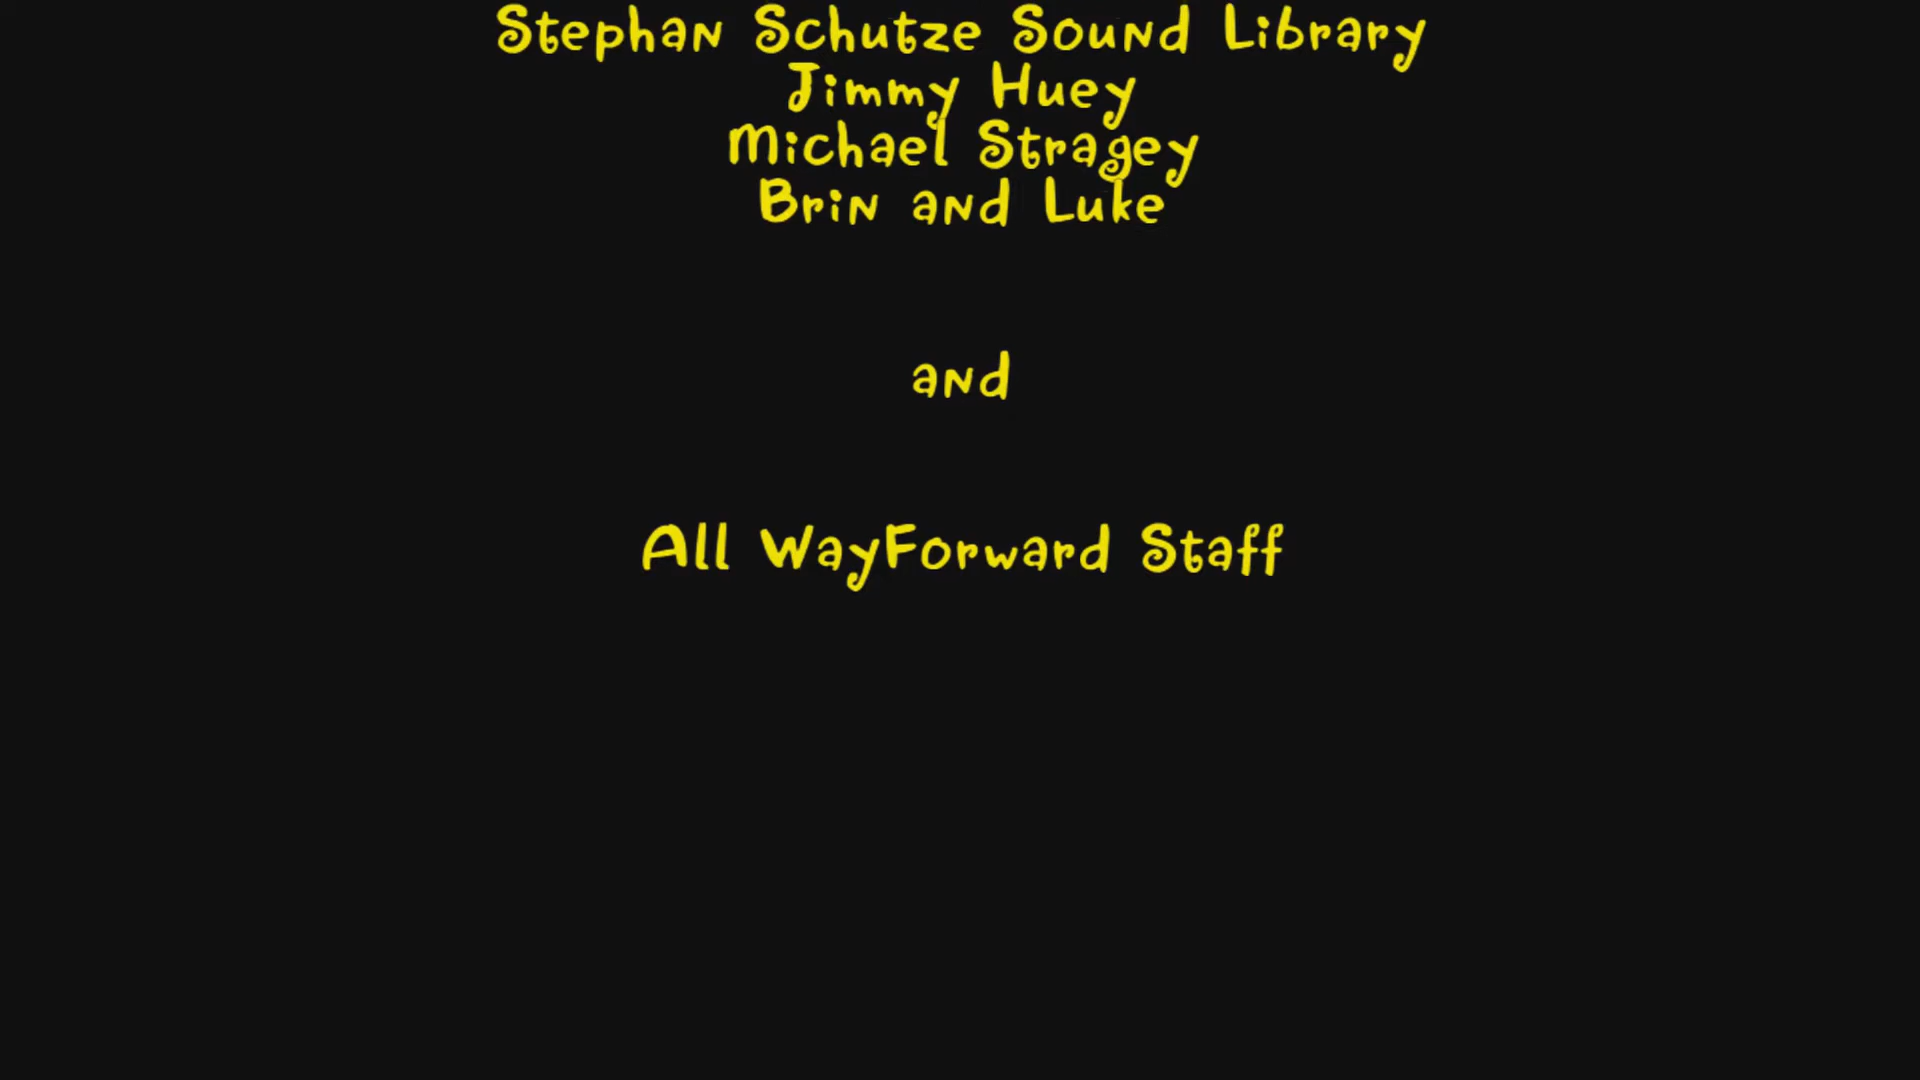 Stephan Schutze Sound Library
Jimmy Huey
Michael Stragey
Brin and Luke
and
All WayForward Staff